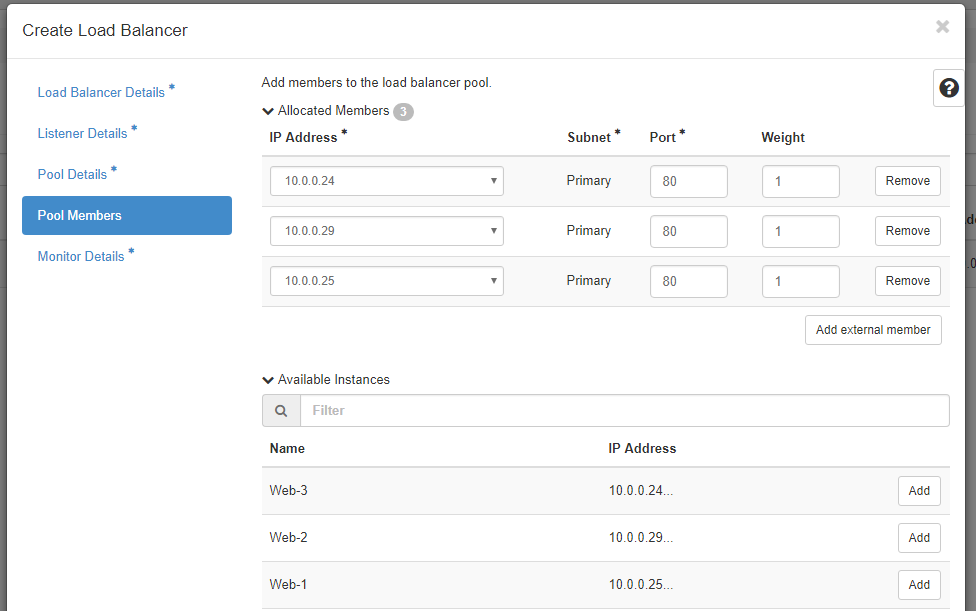 Create Load Balancer ×
Load Balancer Details *
Listener Details *
Pool Details *
Pool Members
Monitor Details *
Add members to the load balancer pool.
Allocated Members 3
IP Address * Subnet * Port * Weight
10.0.0.24 Primary 80 1 Remove
10.0.0.29 Primary 80 1 Remove
10.0.0.25 Primary 80 1 Remove
Add external member
Available Instances
Filter
Name IP Address
Web-3 10.0.0.24... Add
Web-2 10.0.0.29... Add
Web-1 10.0.0.25... Add